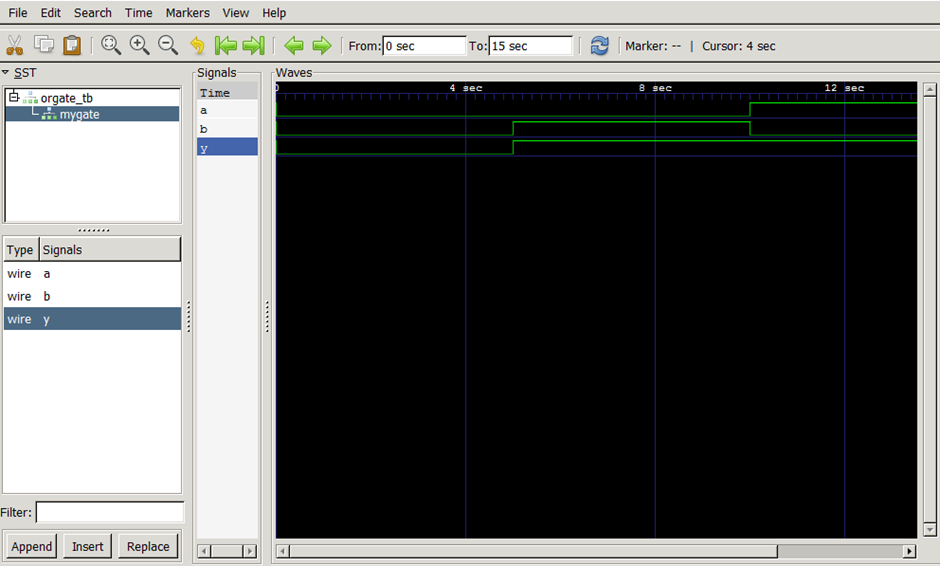 File Edit Search Time Markers View Help
From: 0 sec To: 15 sec Marker: -- | Cursor: 4 sec
SST
orgate_tb
mygate
Type Signals
wire a
wire b
wire y
Filter:
Append Insert Replace
Signals
Time
a
b
y
Waves
0 4 sec 8 sec 12 sec